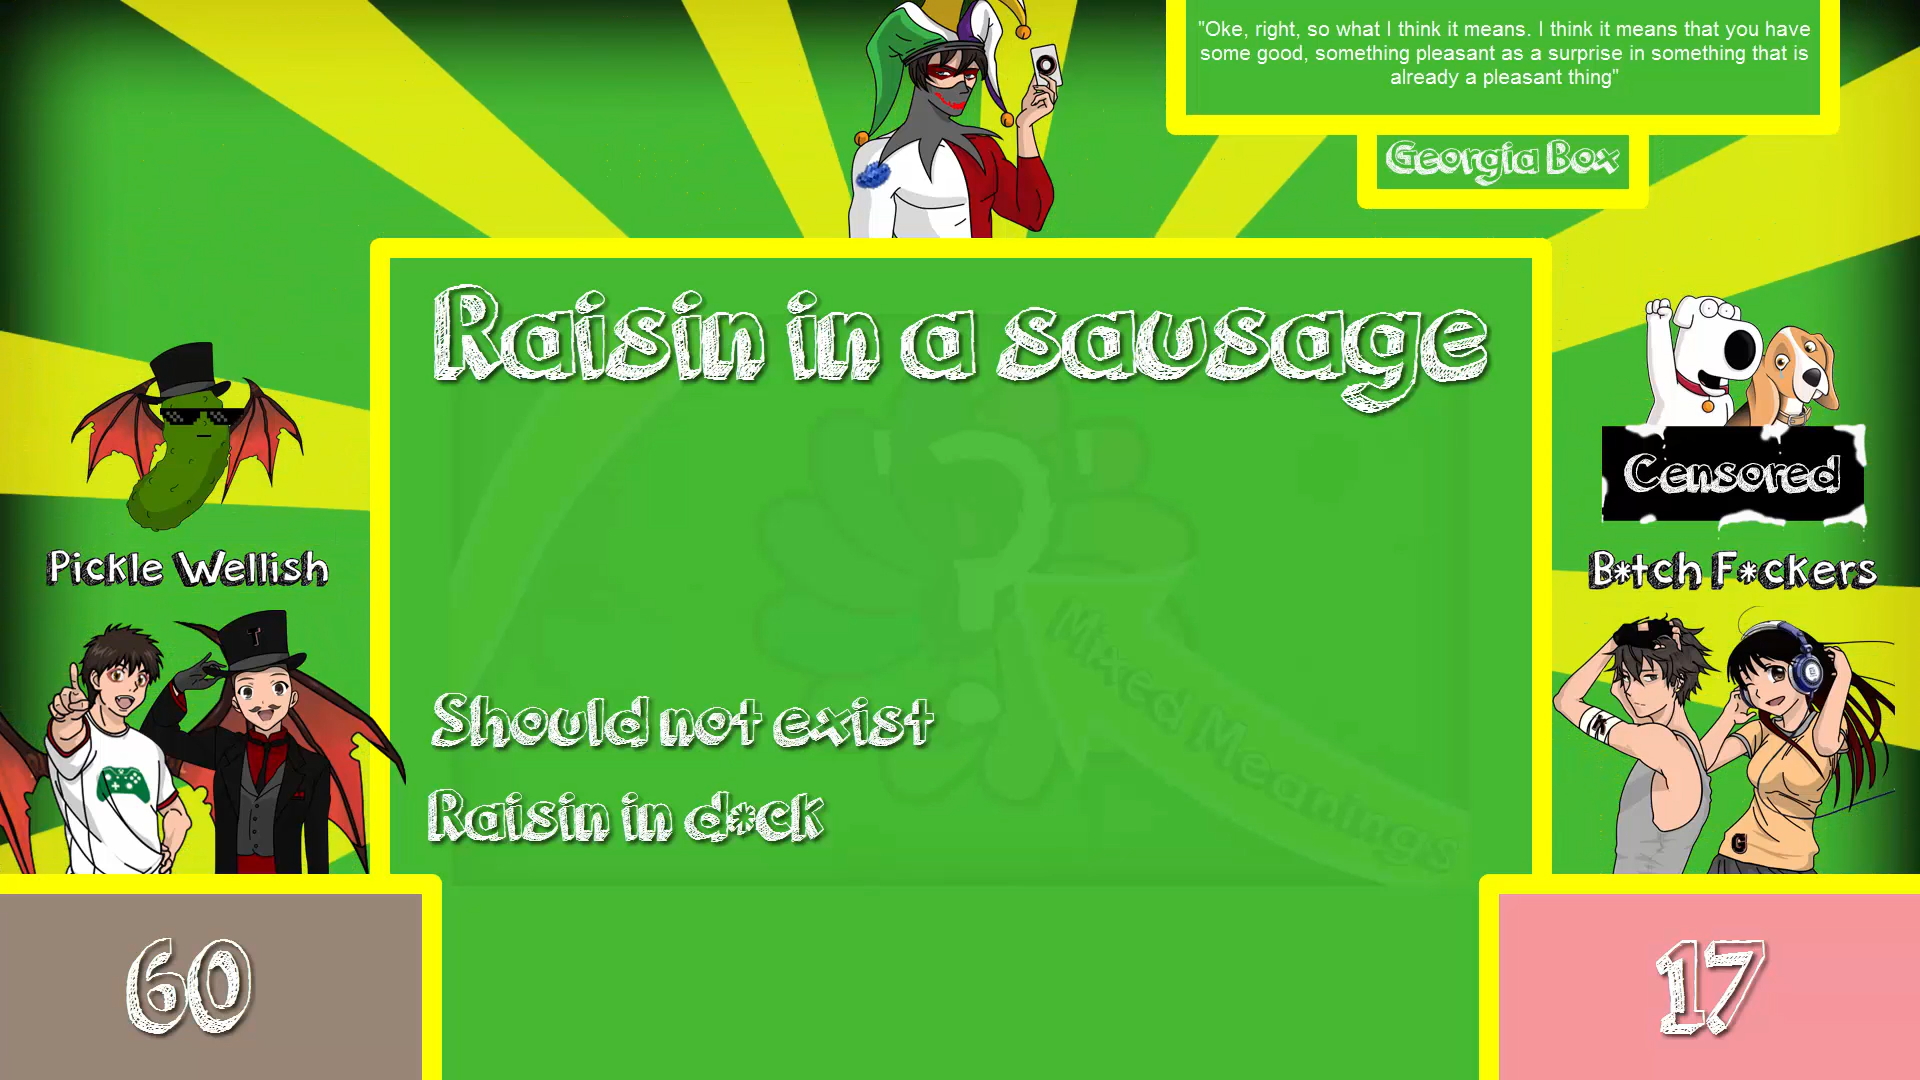 "Oke, right, so what I think it means. I think it means that you have
some good, something pleasant as a surprise in something that is
already a pleasant thing"
Georgia Box
Raisin in a sausage
Censored
Pickle Wellish
B*tch F*ckers
'?'
Mixed Meanings
T
Should not exist
Raisin in d*ck
G
60
17